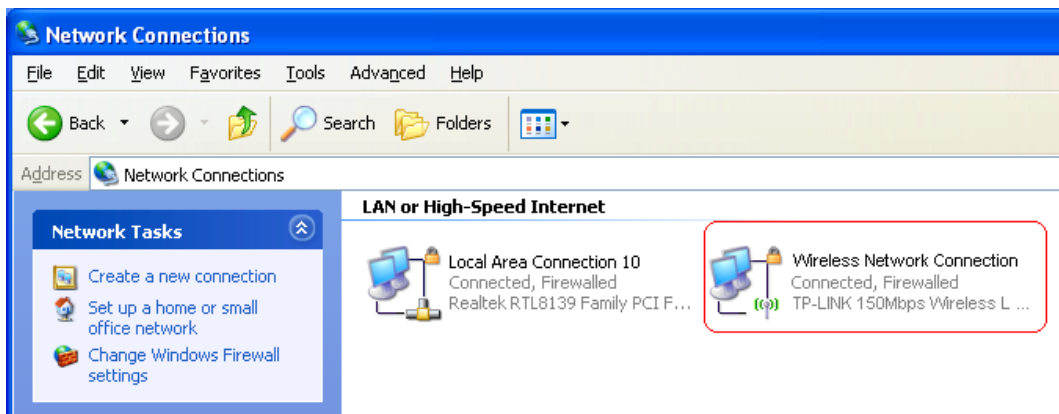 Network Connections
File Edit View Favorites Tools Advanced Help
Back Search Folders
Address Network Connections
Network Tasks
Create a new connection
Set up a home or small
office network
Change Windows Firewall
settings
LAN or High-Speed Internet
Local Area Connection 10
Connected, Firewalled
Realtek RTL8139 Family PCI F...
Wireless Network Connection
Connected, Firewalled
TP-LINK 150Mbps Wireless L ...